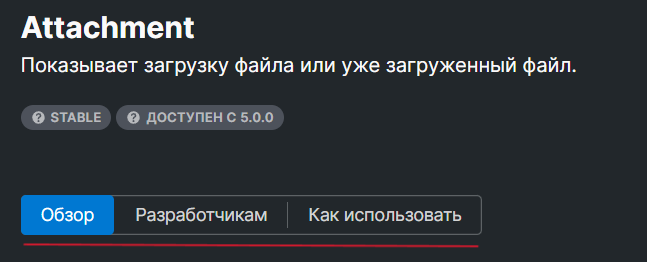 Attachment
Показывает загрузку файла или уже загруженный файл.
? STABLE ? ДОСТУПЕН С 5.0.0
Обзор Разработчикам Как использовать